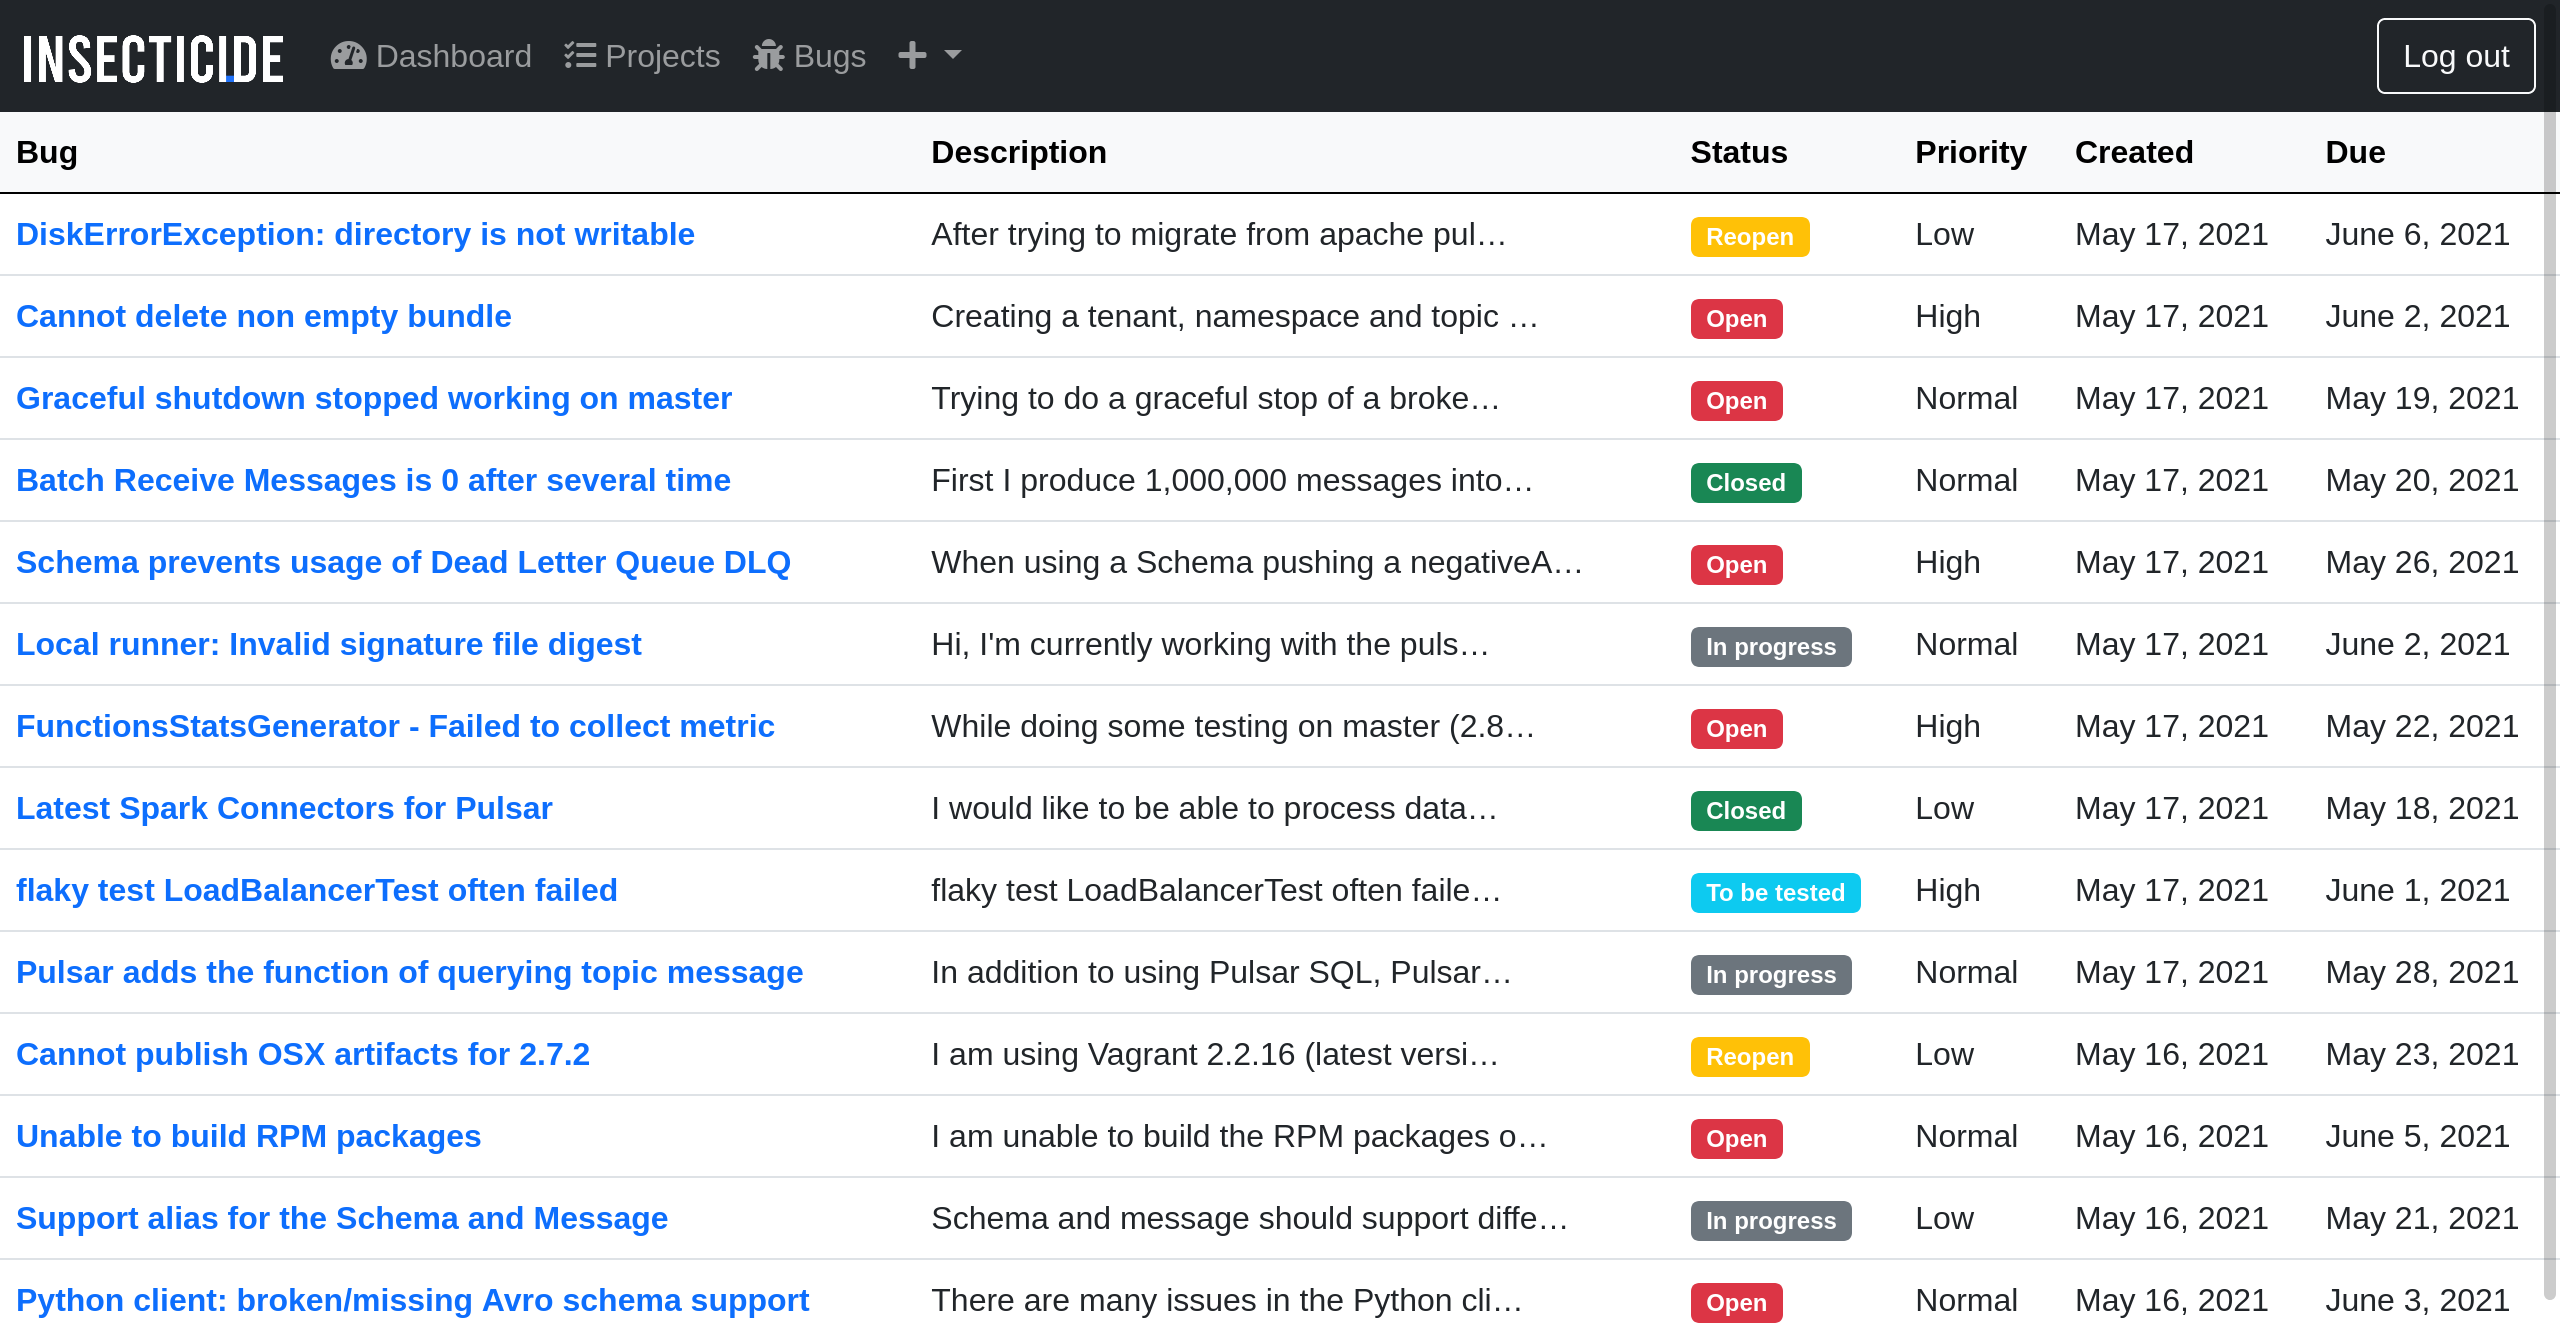 INSECTICIDE Dashboard Projects Bugs Log out
Bug Description Status Priority Created Due
DiskErrorException: directory is not writable After trying to migrate from apache pul… Reopen Low May 17, 2021 June 6, 2021
Cannot delete non empty bundle Creating a tenant, namespace and topic … Open High May 17, 2021 June 2, 2021
Graceful shutdown stopped working on master Trying to do a graceful stop of a broke… Open Normal May 17, 2021 May 19, 2021
Batch Receive Messages is 0 after several time First I produce 1,000,000 messages into… Closed Normal May 17, 2021 May 20, 2021
Schema prevents usage of Dead Letter Queue DLQ When using a Schema pushing a negativeA… Open High May 17, 2021 May 26, 2021
Local runner: Invalid signature file digest Hi, I'm currently working with the puls… In progress Normal May 17, 2021 June 2, 2021
FunctionsStatsGenerator - Failed to collect metric While doing some testing on master (2.8… Open High May 17, 2021 May 22, 2021
Latest Spark Connectors for Pulsar I would like to be able to process data… Closed Low May 17, 2021 May 18, 2021
flaky test LoadBalancerTest often failed flaky test LoadBalancerTest often faile… To be tested High May 17, 2021 June 1, 2021
Pulsar adds the function of querying topic message In addition to using Pulsar SQL, Pulsar… In progress Normal May 17, 2021 May 28, 2021
Cannot publish OSX artifacts for 2.7.2 I am using Vagrant 2.2.16 (latest versi… Reopen Low May 16, 2021 May 23, 2021
Unable to build RPM packages I am unable to build the RPM packages o… Open Normal May 16, 2021 June 5, 2021
Support alias for the Schema and Message Schema and message should support diffe… In progress Low May 16, 2021 May 21, 2021
Python client: broken/missing Avro schema support There are many issues in the Python cli… Open Normal May 16, 2021 June 3, 2021